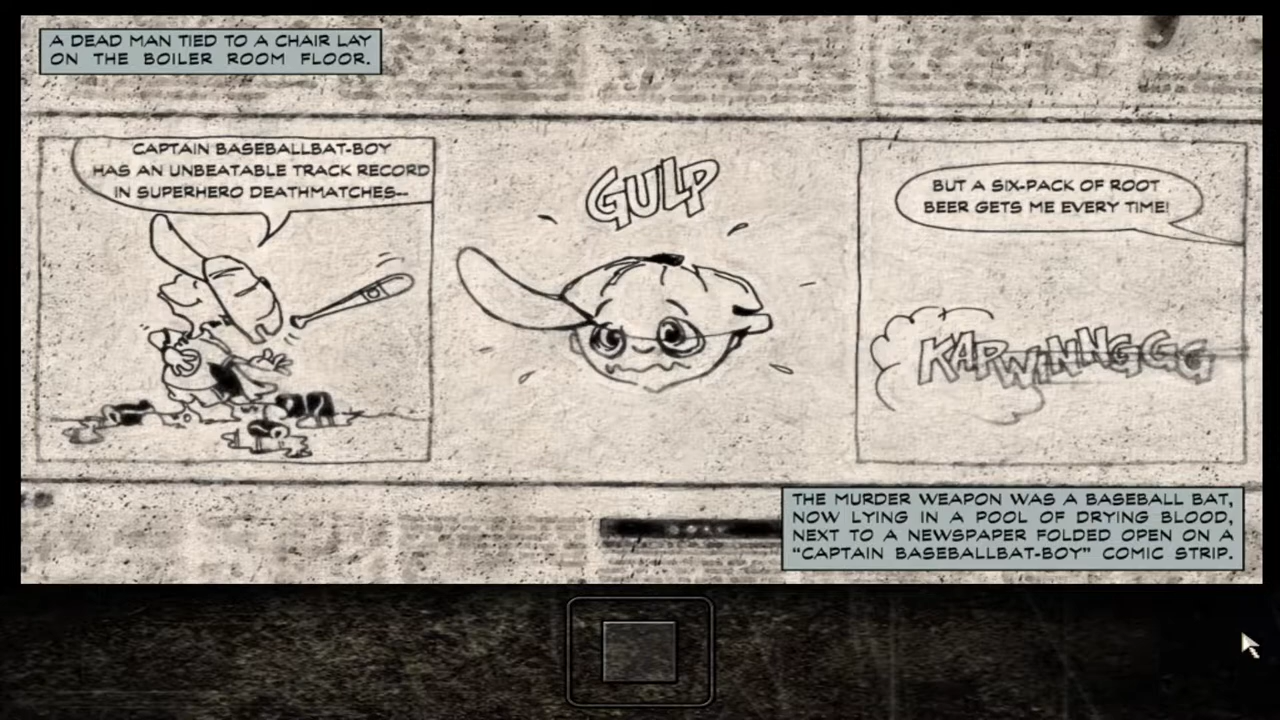 A DEAD MAN TIED TO A CHAIR LAY
ON THE BOILER ROOM FLOOR.
CAPTAIN BASEBALLBAT-BOY
HAS AN UNBEATABLE TRACK RECORD
IN SUPERHERO DEATHMATCHES--
GULP
BUT A SIX-PACK OF ROOT
BEER GETS ME EVERY TIME!
KAPWINNGGG
THE MURDER WEAPON WAS A BASEBALL BAT,
NOW LYING IN A POOL OF DRYING BLOOD,
NEXT TO A NEWSPAPER FOLDED OPEN ON A
“CAPTAIN BASEBALLBAT-BOY” COMIC STRIP.